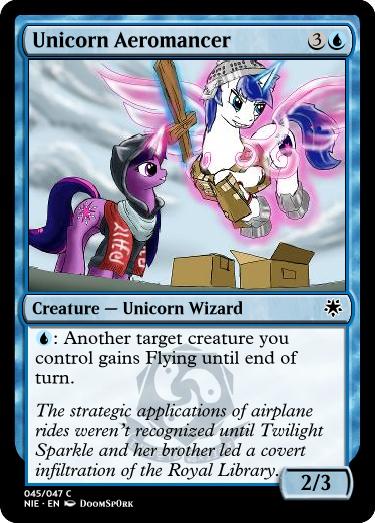 Unicorn Aeromancer 3
Creature — Unicorn Wizard
: Another target creature you
control gains Flying until end of
turn.
The strategic applications of airplane
rides weren't recognized until Twilight
Sparkle and her brother led a covert
infiltration of the Royal Library.
2/3
045/047 C
NIE • EN DOOMSP0RK